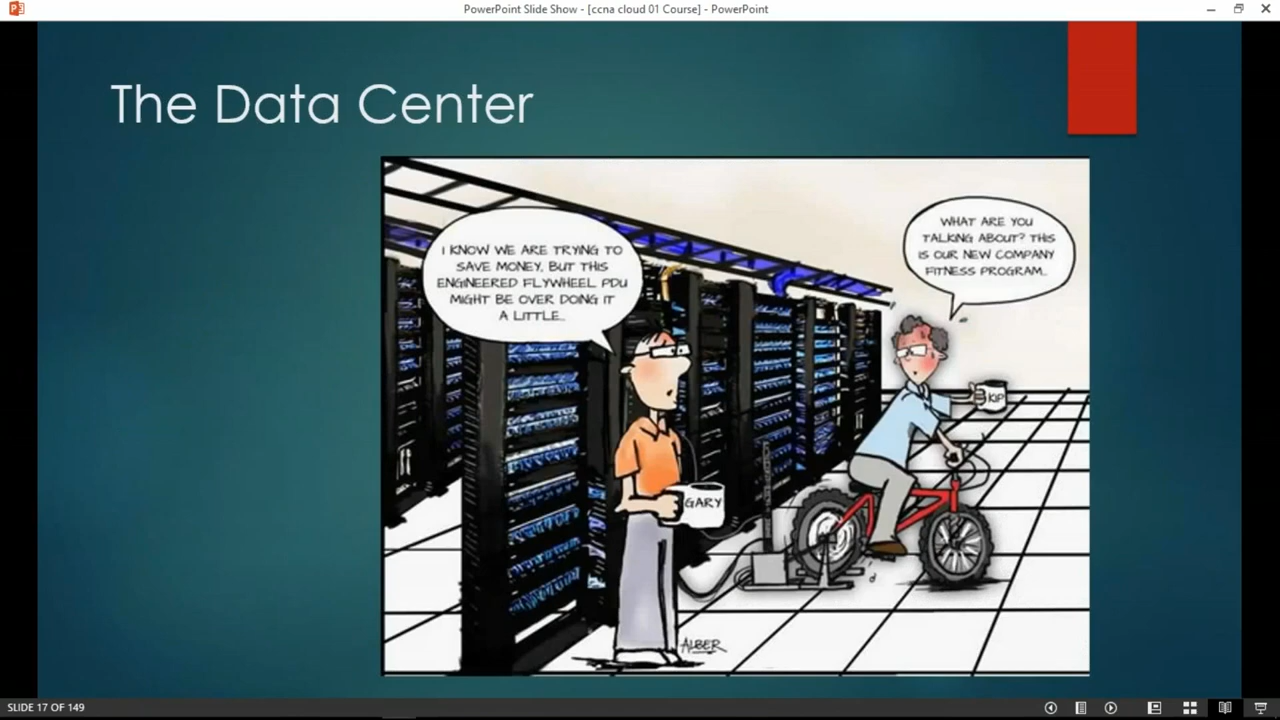 PowerPoint Slide Show - [ccna cloud 01 Course] - PowerPoint
The Data Center
I KNOW WE ARE TRYING TO
SAVE MONEY, BUT THIS
ENGINEERED FLYWHEEL PDU
MIGHT BE OVER DOING IT
A LITTLE..
WHAT ARE YOU
TALKING ABOUT? THIS
IS OUR NEW COMPANY
FITNESS PROGRAM..
KIP
GARY
ALBER
SLIDE 17 OF 149